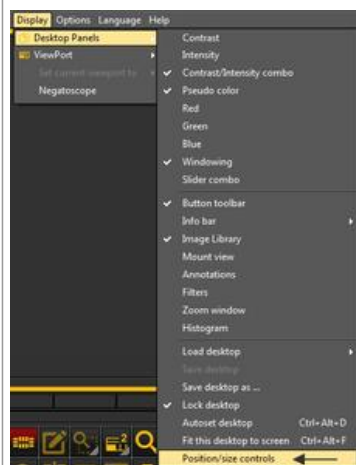 Display Options Language Help
Desktop Panels
ViewPort
Set current viewport to
Negatoscope
Contrast
Intensity
Contrast/Intensity combo
Pseudo color
Red
Green
Blue
Windowing
Slider combo
Button toolbar
Info bar
Image Library
Mount view
Annotations
Filters
Zoom window
Histogram
Load desktop
Save desktop
Save desktop as ...
Lock desktop
Autoset desktop Ctrl+Alt+D
Fit this desktop to screen Ctrl+Alt+F
Position/size controls